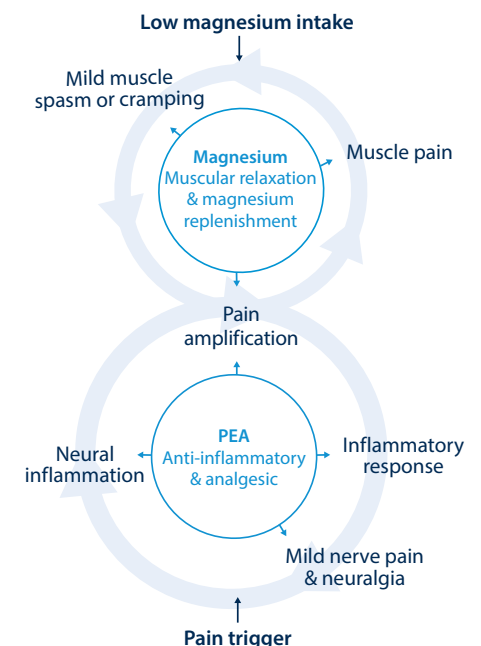 Low magnesium intake
Mild muscle
spasm or cramping
Muscle pain
Magnesium
Muscular relaxation
& magnesium
replenishment
Pain
amplification
PEA
Anti-inflammatory
& analgesic
Neural
inflammation
Inflammatory
response
Mild nerve pain
& neuralgia
Pain trigger